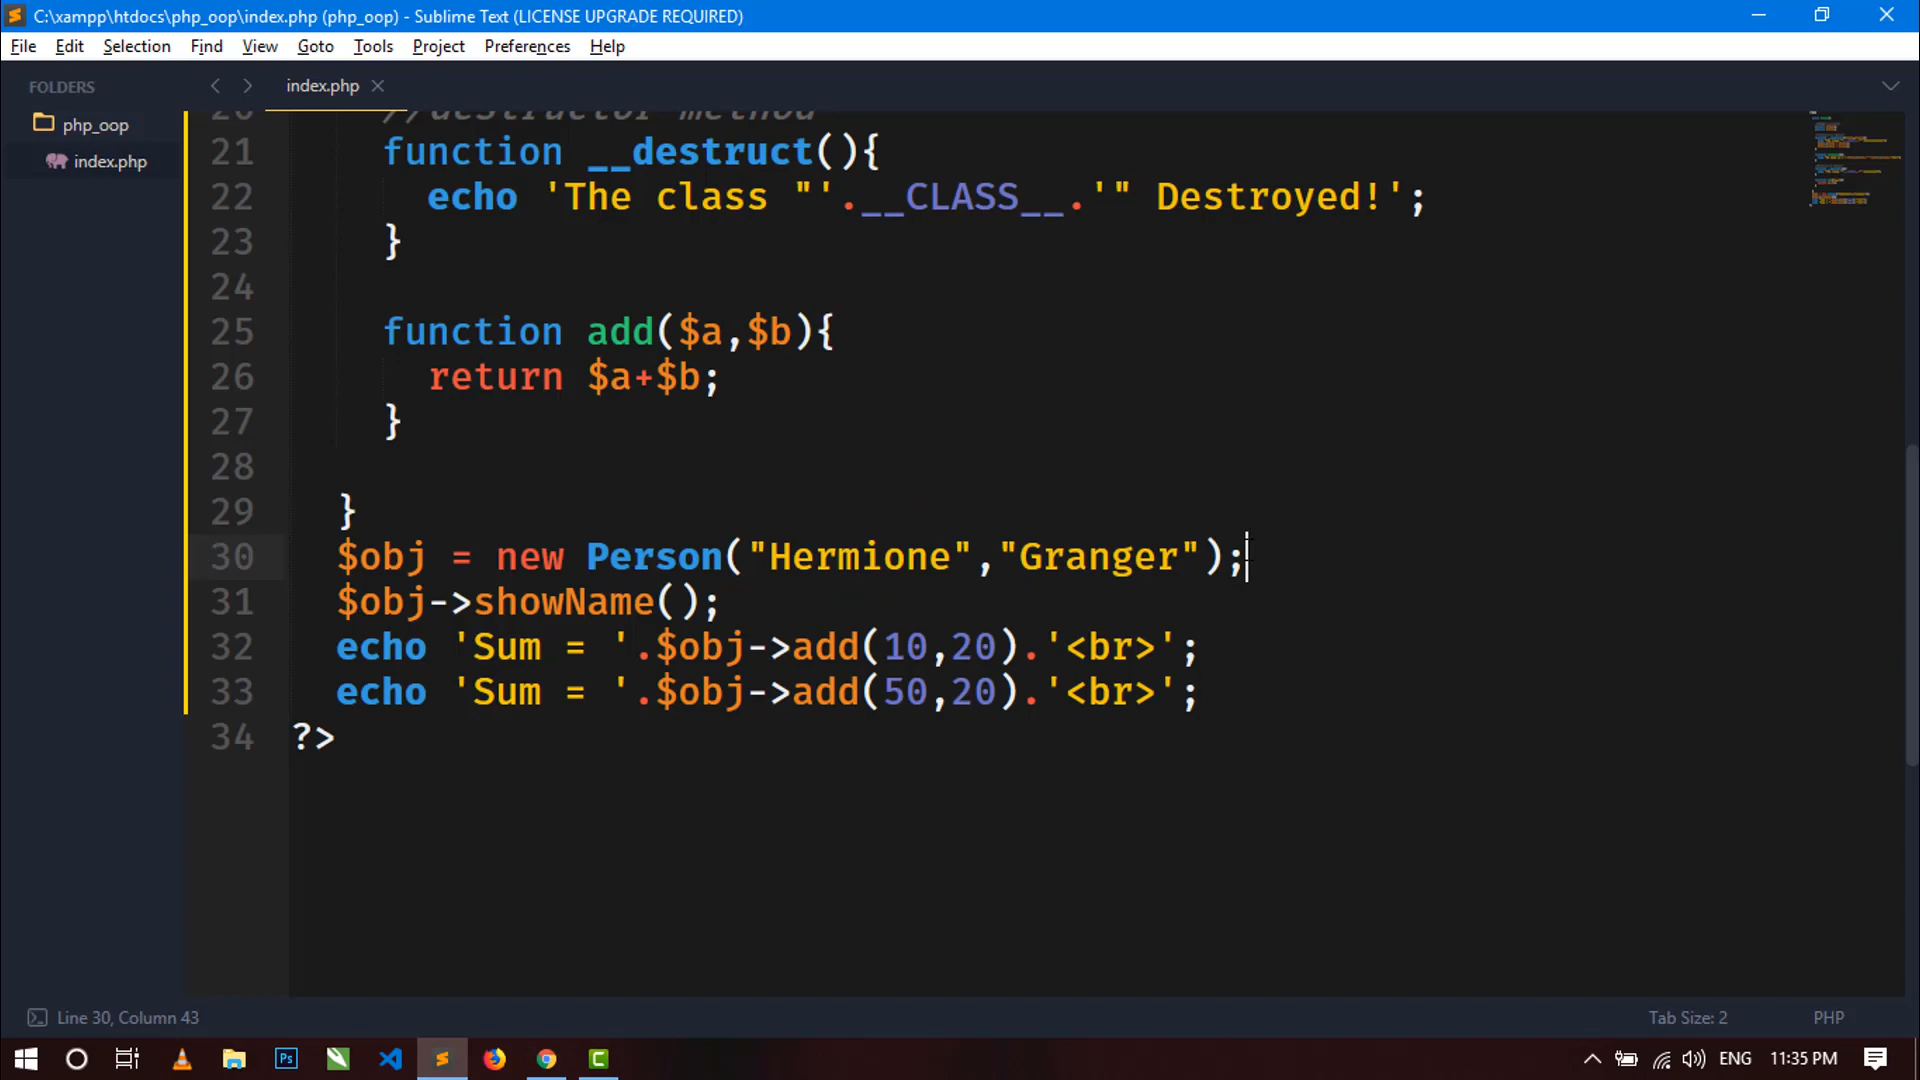 C:\xampp\htdocs\php_oop\index.php (php_oop) - Sublime Text (LICENSE UPGRADE REQUIRED)
File Edit Selection Find View Goto Tools Project Preferences Help
FOLDERS
php_oop
index.php
index.php
20 //destructor method
21 function __destruct(){
22 echo 'The class "'.__CLASS__.'" Destroyed!';
23 }
24
25 function add($a,$b){
26 return $a+$b;
27 }
28
29 }
30 $obj = new Person("Hermione","Granger");
31 $obj->showName();
32 echo 'Sum = '.$obj->add(10,20).'<br>';
33 echo 'Sum = '.$obj->add(50,20).'<br>';
34 ?>
Line 30, Column 43
Tab Size: 2
PHP
Ps
ENG
11:35 PM